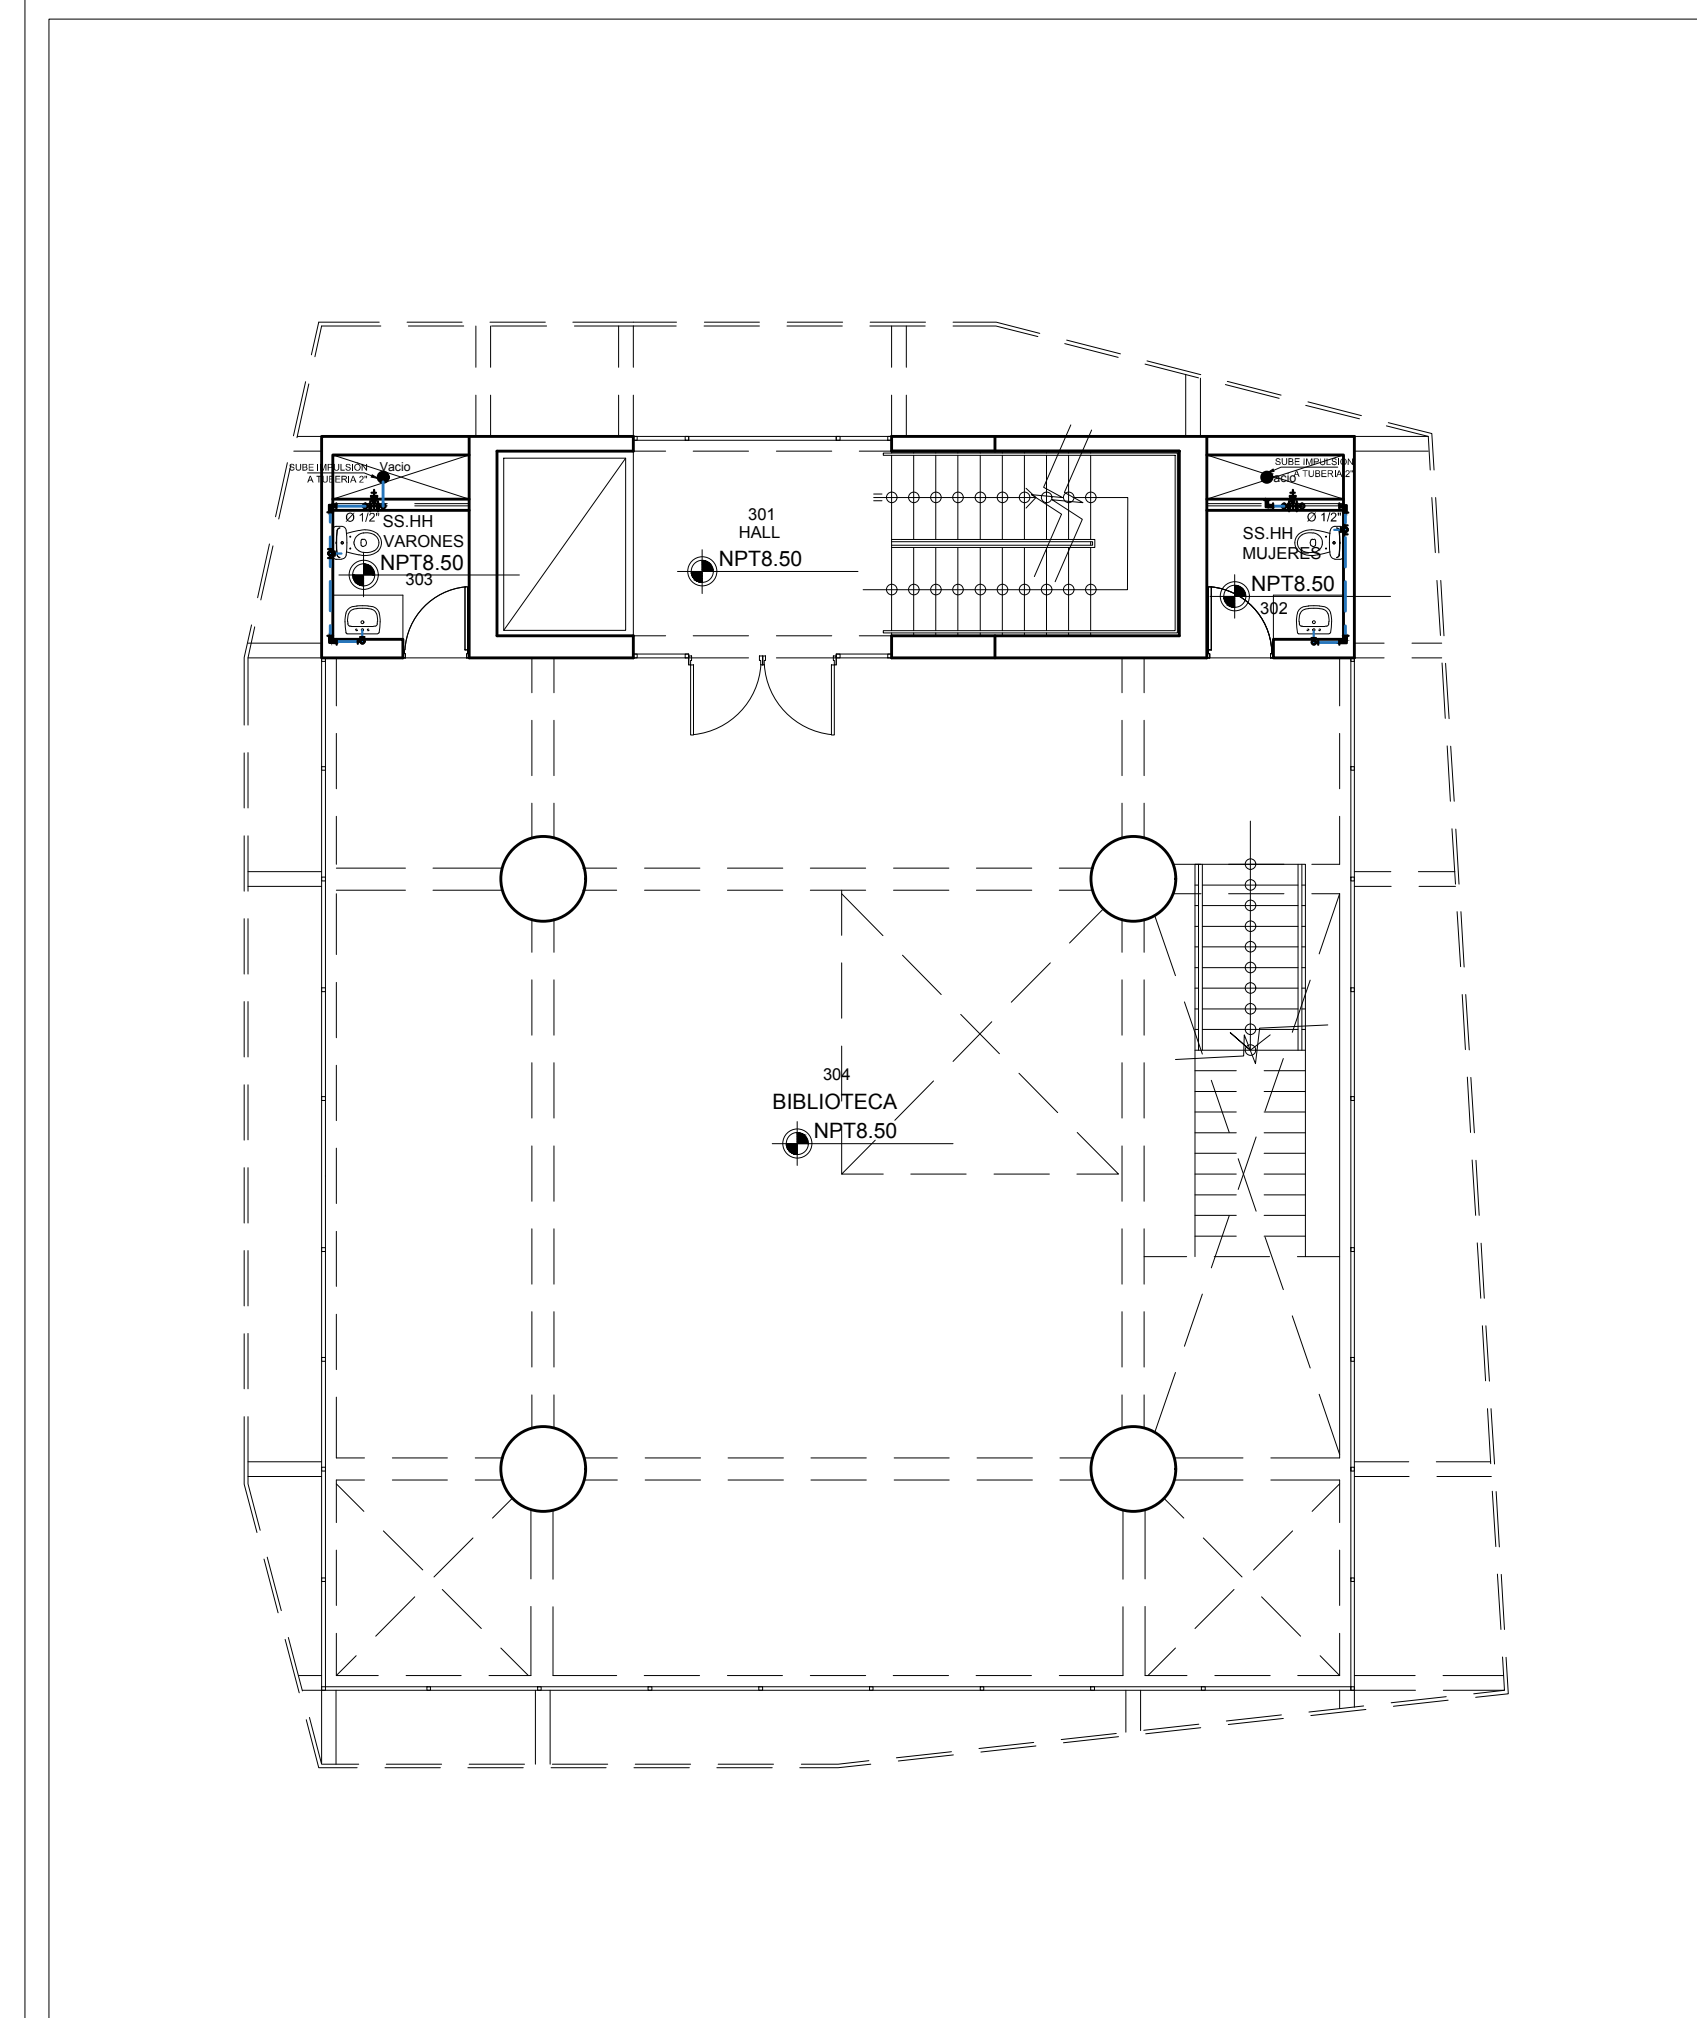 SUBE IMPULSION
A TUBERIA 2"
Vacio
Ø 1/2"
SS.HH
VARONES
NPT8.50
303
301
HALL
NPT8.50
SUBE IMPULSION
A TUBERIA 2"
Vacio
Ø 1/2"
SS.HH
MUJERES
NPT8.50
302
304
BIBLIOTECA
NPT8.50